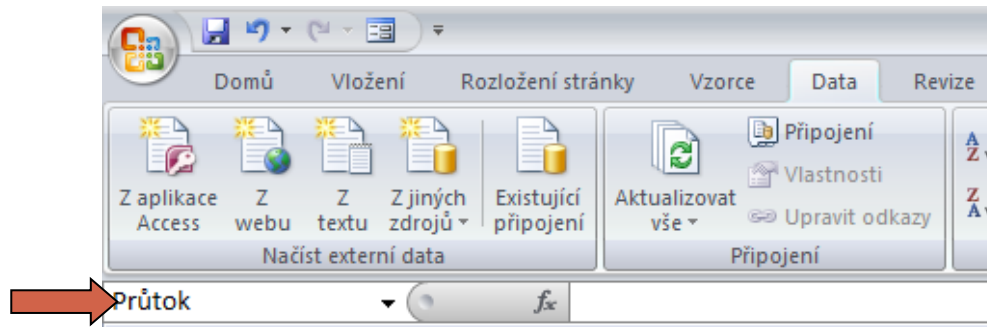 Domů Vložení Rozložení stránky Vzorce Data Revize
Z aplikace Access
Z webu
Z textu
Z jiných zdrojů
Existující připojení
Načíst externí data
Aktualizovat vše
Připojení
Vlastnosti
Upravit odkazy
Připojení
A
Z
Z
A
Průtok
fx